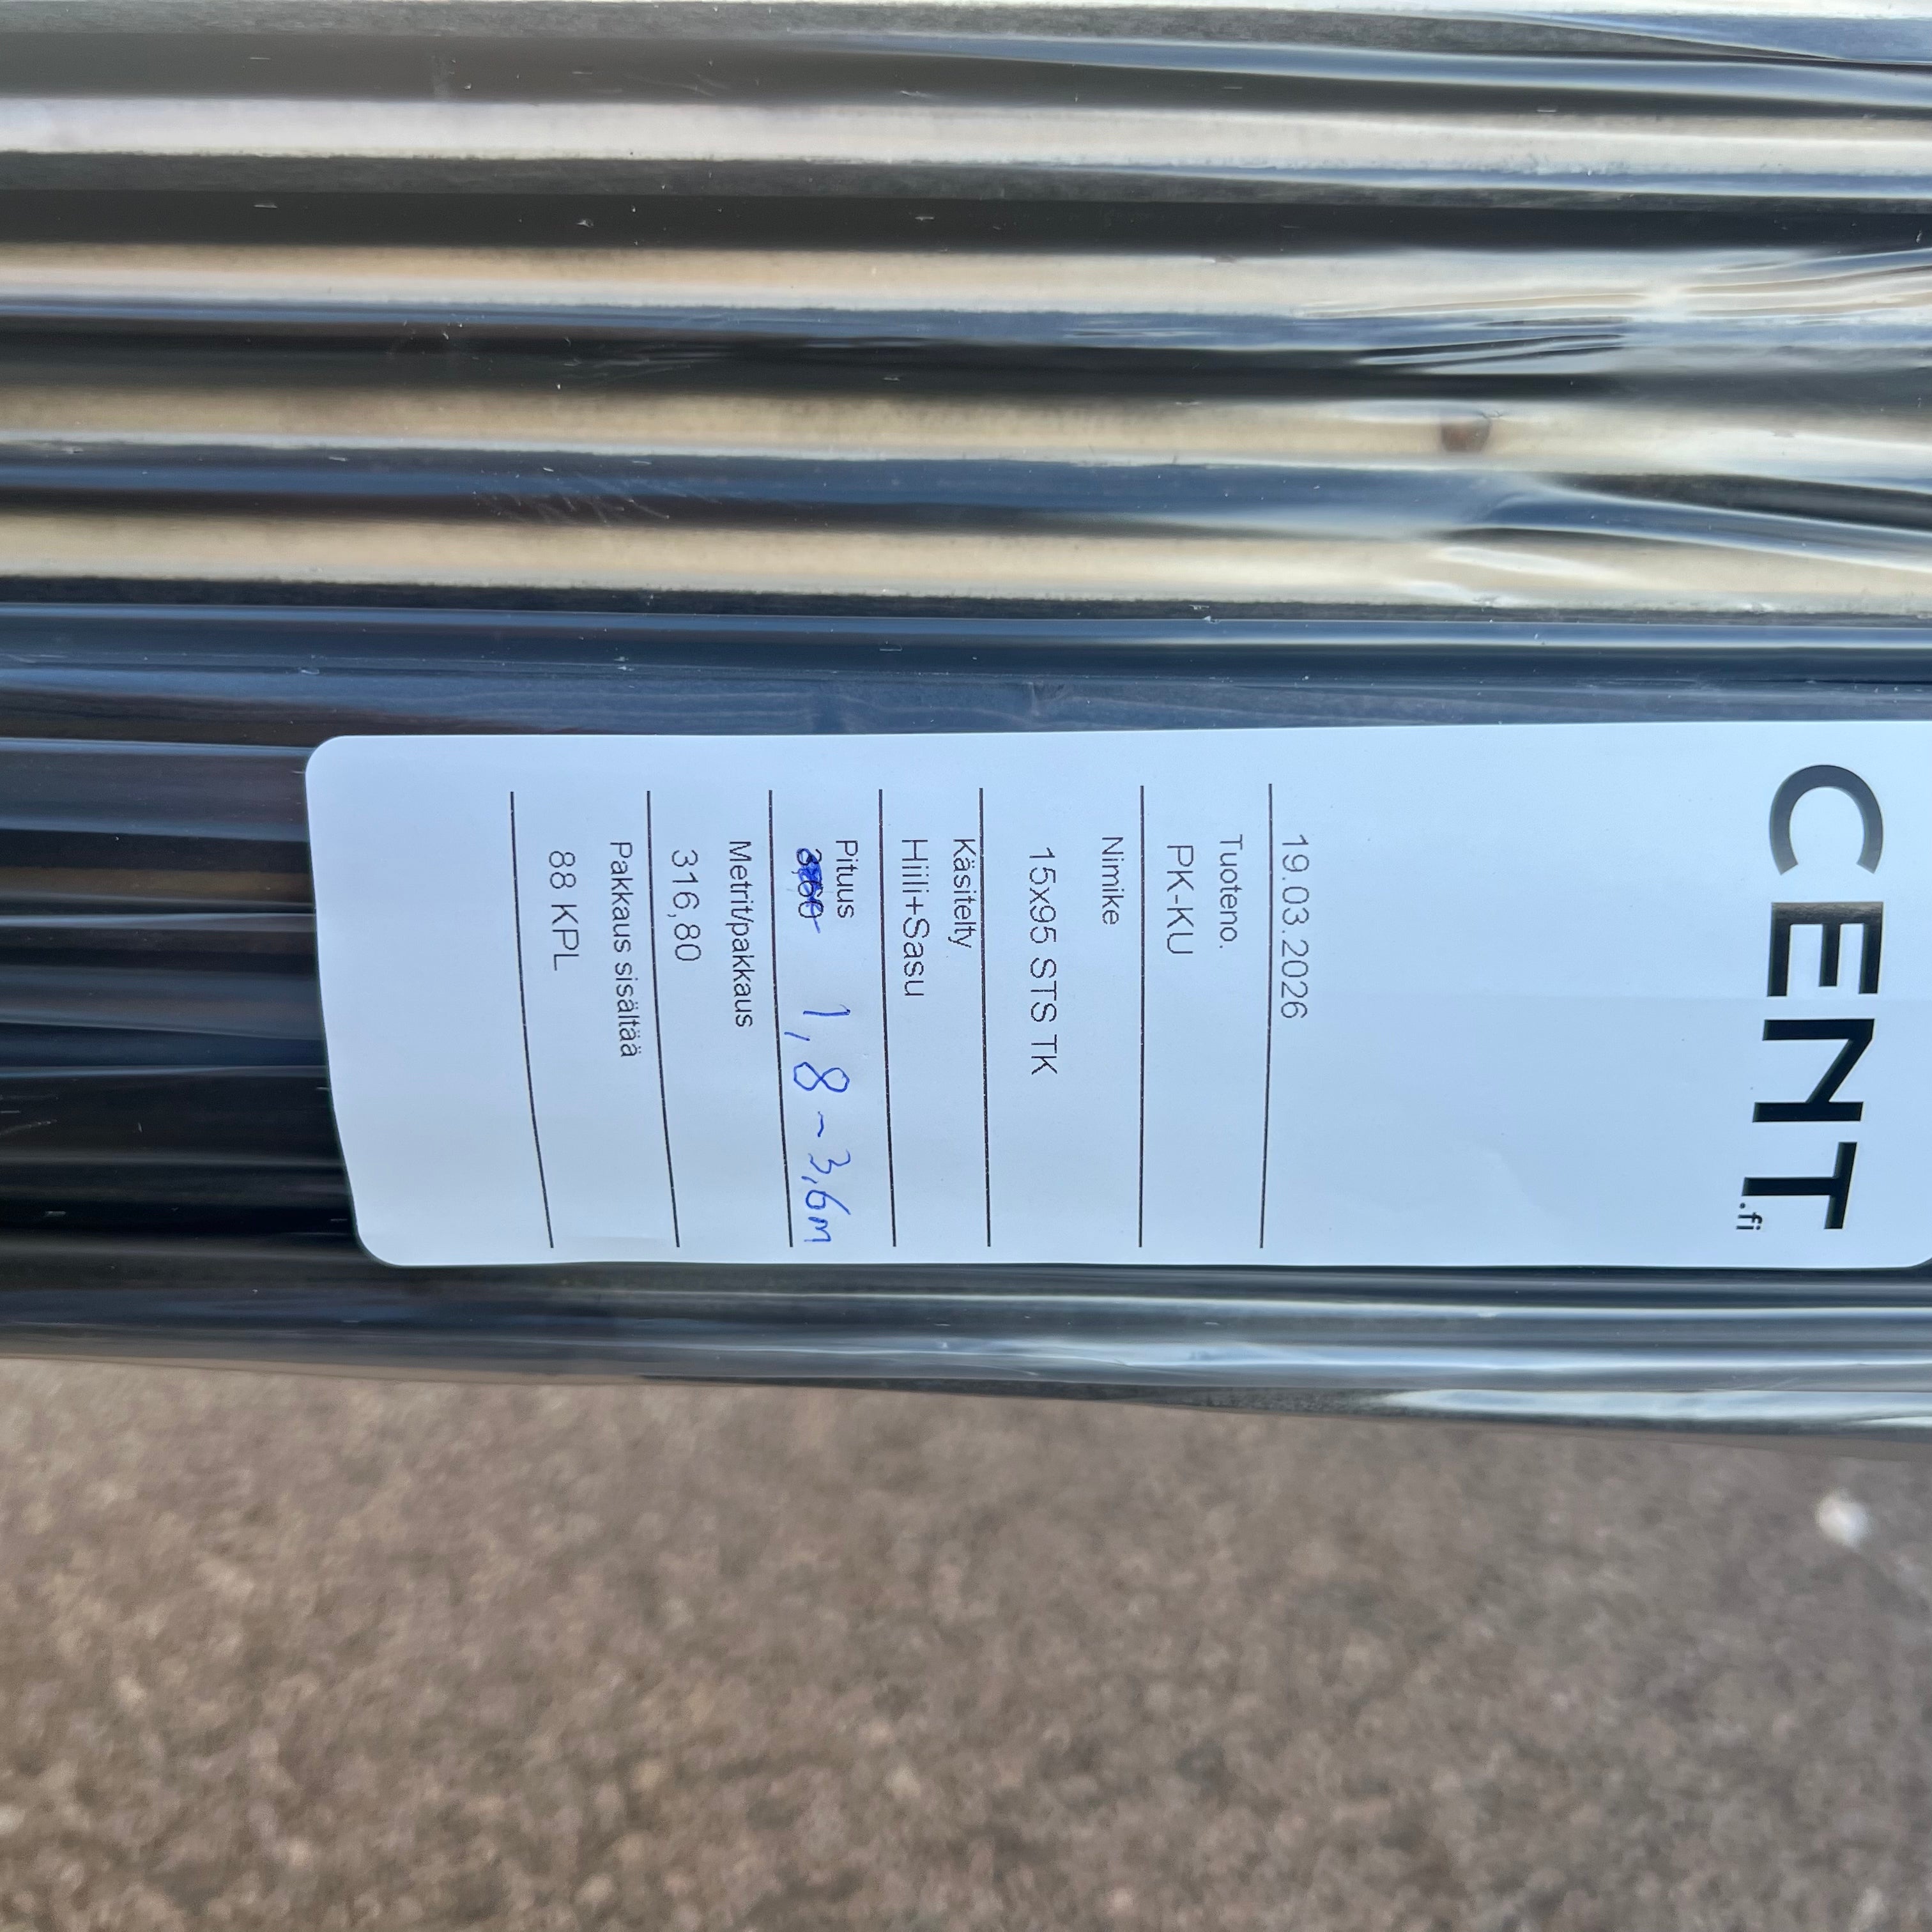 CENT.fi
19.03.2026
Tuoteno.
PK-KU
Nimike
15x95 STS TK
Käsitelty
Hiili+Sasu
Pituus
1,8-3,6m
Metrit/pakkaus
316,80
Pakkaus sisältää
88 KPL